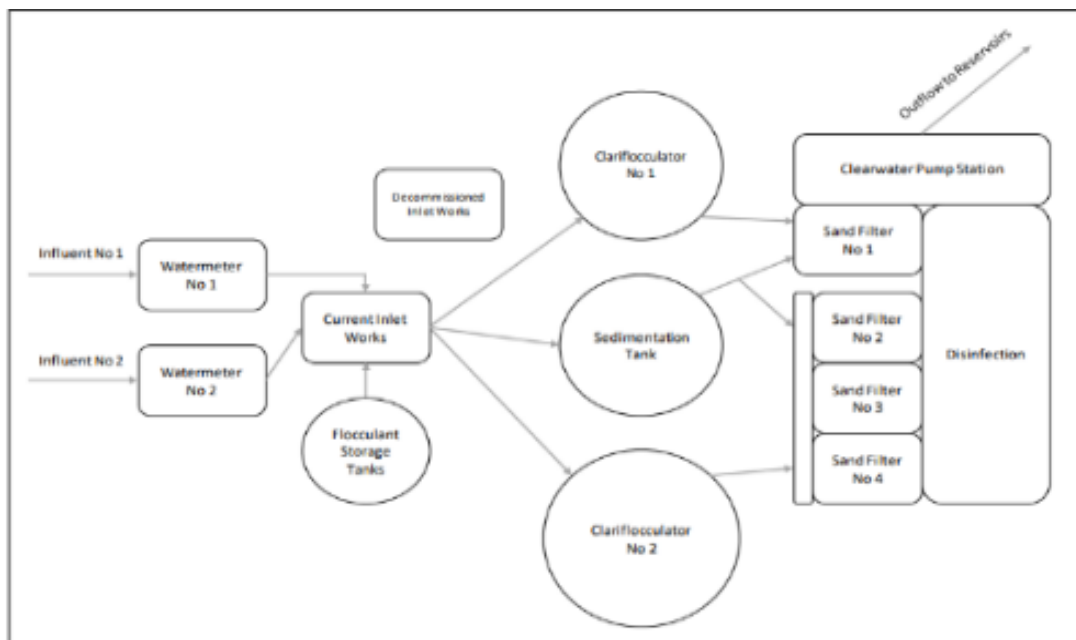 Outflow to Reservoirs
Clariflocculator
No 1
Clearwater Pump Station
Decommissioned
Inlet Works
Sand Filter
No 1
Influent No 1
Watermeter
No 1
Current Inlet
Works
Sedimentation
Tank
Sand Filter
No 2
Disinfection
Influent No 2
Watermeter
No 2
Sand Filter
No 3
Flocculant
Storage
Tanks
Sand Filter
No 4
Clariflocculator
No 2